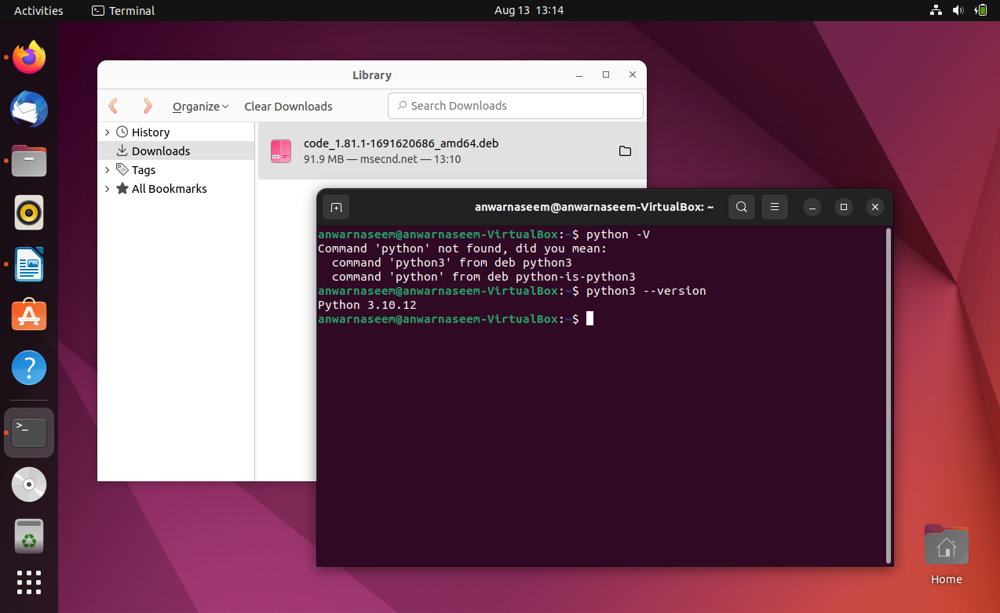 Activities
Terminal
Aug 13 13:14
Library
Organize
Clear Downloads
Search Downloads
History
Downloads
Tags
All Bookmarks
code_1.81.1-1691620686_amd64.deb
91.9 MB — msecnd.net — 13:10
anwarnaseem@anwarnaseem-VirtualBox: ~
anwarnaseem@anwarnaseem-VirtualBox:~$ python -V
Command 'python' not found, did you mean:
  command 'python3' from deb python3
  command 'python' from deb python-is-python3
anwarnaseem@anwarnaseem-VirtualBox:~$ python3 --version
Python 3.10.12
anwarnaseem@anwarnaseem-VirtualBox:~$
Home